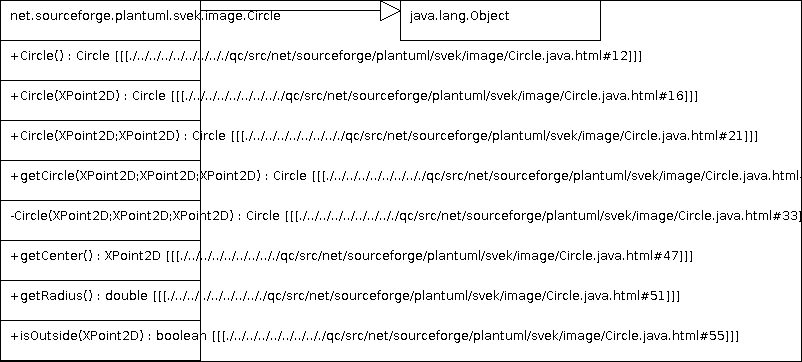 net.sourceforge.plantuml.svek.image.Circle
java.lang.Object
+Circle() : Circle [[[./../../../../../../../../qc/src/net/sourceforge/plantuml/svek/image/Circle.java.html#12]]]
+Circle(XPoint2D) : Circle [[[./../../../../../../../../qc/src/net/sourceforge/plantuml/svek/image/Circle.java.html#16]]]
+Circle(XPoint2D;XPoint2D) : Circle [[[./../../../../../../../../qc/src/net/sourceforge/plantuml/svek/image/Circle.java.html#21]]]
+getCircle(XPoint2D;XPoint2D;XPoint2D) : Circle [[[./../../../../../../../../qc/src/net/sourceforge/plantuml/svek/image/Circle.java.html
-Circle(XPoint2D;XPoint2D;XPoint2D) : Circle [[[./../../../../../../../../qc/src/net/sourceforge/plantuml/svek/image/Circle.java.html#33]
+getCenter() : XPoint2D [[[./../../../../../../../../qc/src/net/sourceforge/plantuml/svek/image/Circle.java.html#47]]]
+getRadius() : double [[[./../../../../../../../../qc/src/net/sourceforge/plantuml/svek/image/Circle.java.html#51]]]
+isOutside(XPoint2D) : boolean [[[./../../../../../../../../qc/src/net/sourceforge/plantuml/svek/image/Circle.java.html#55]]]